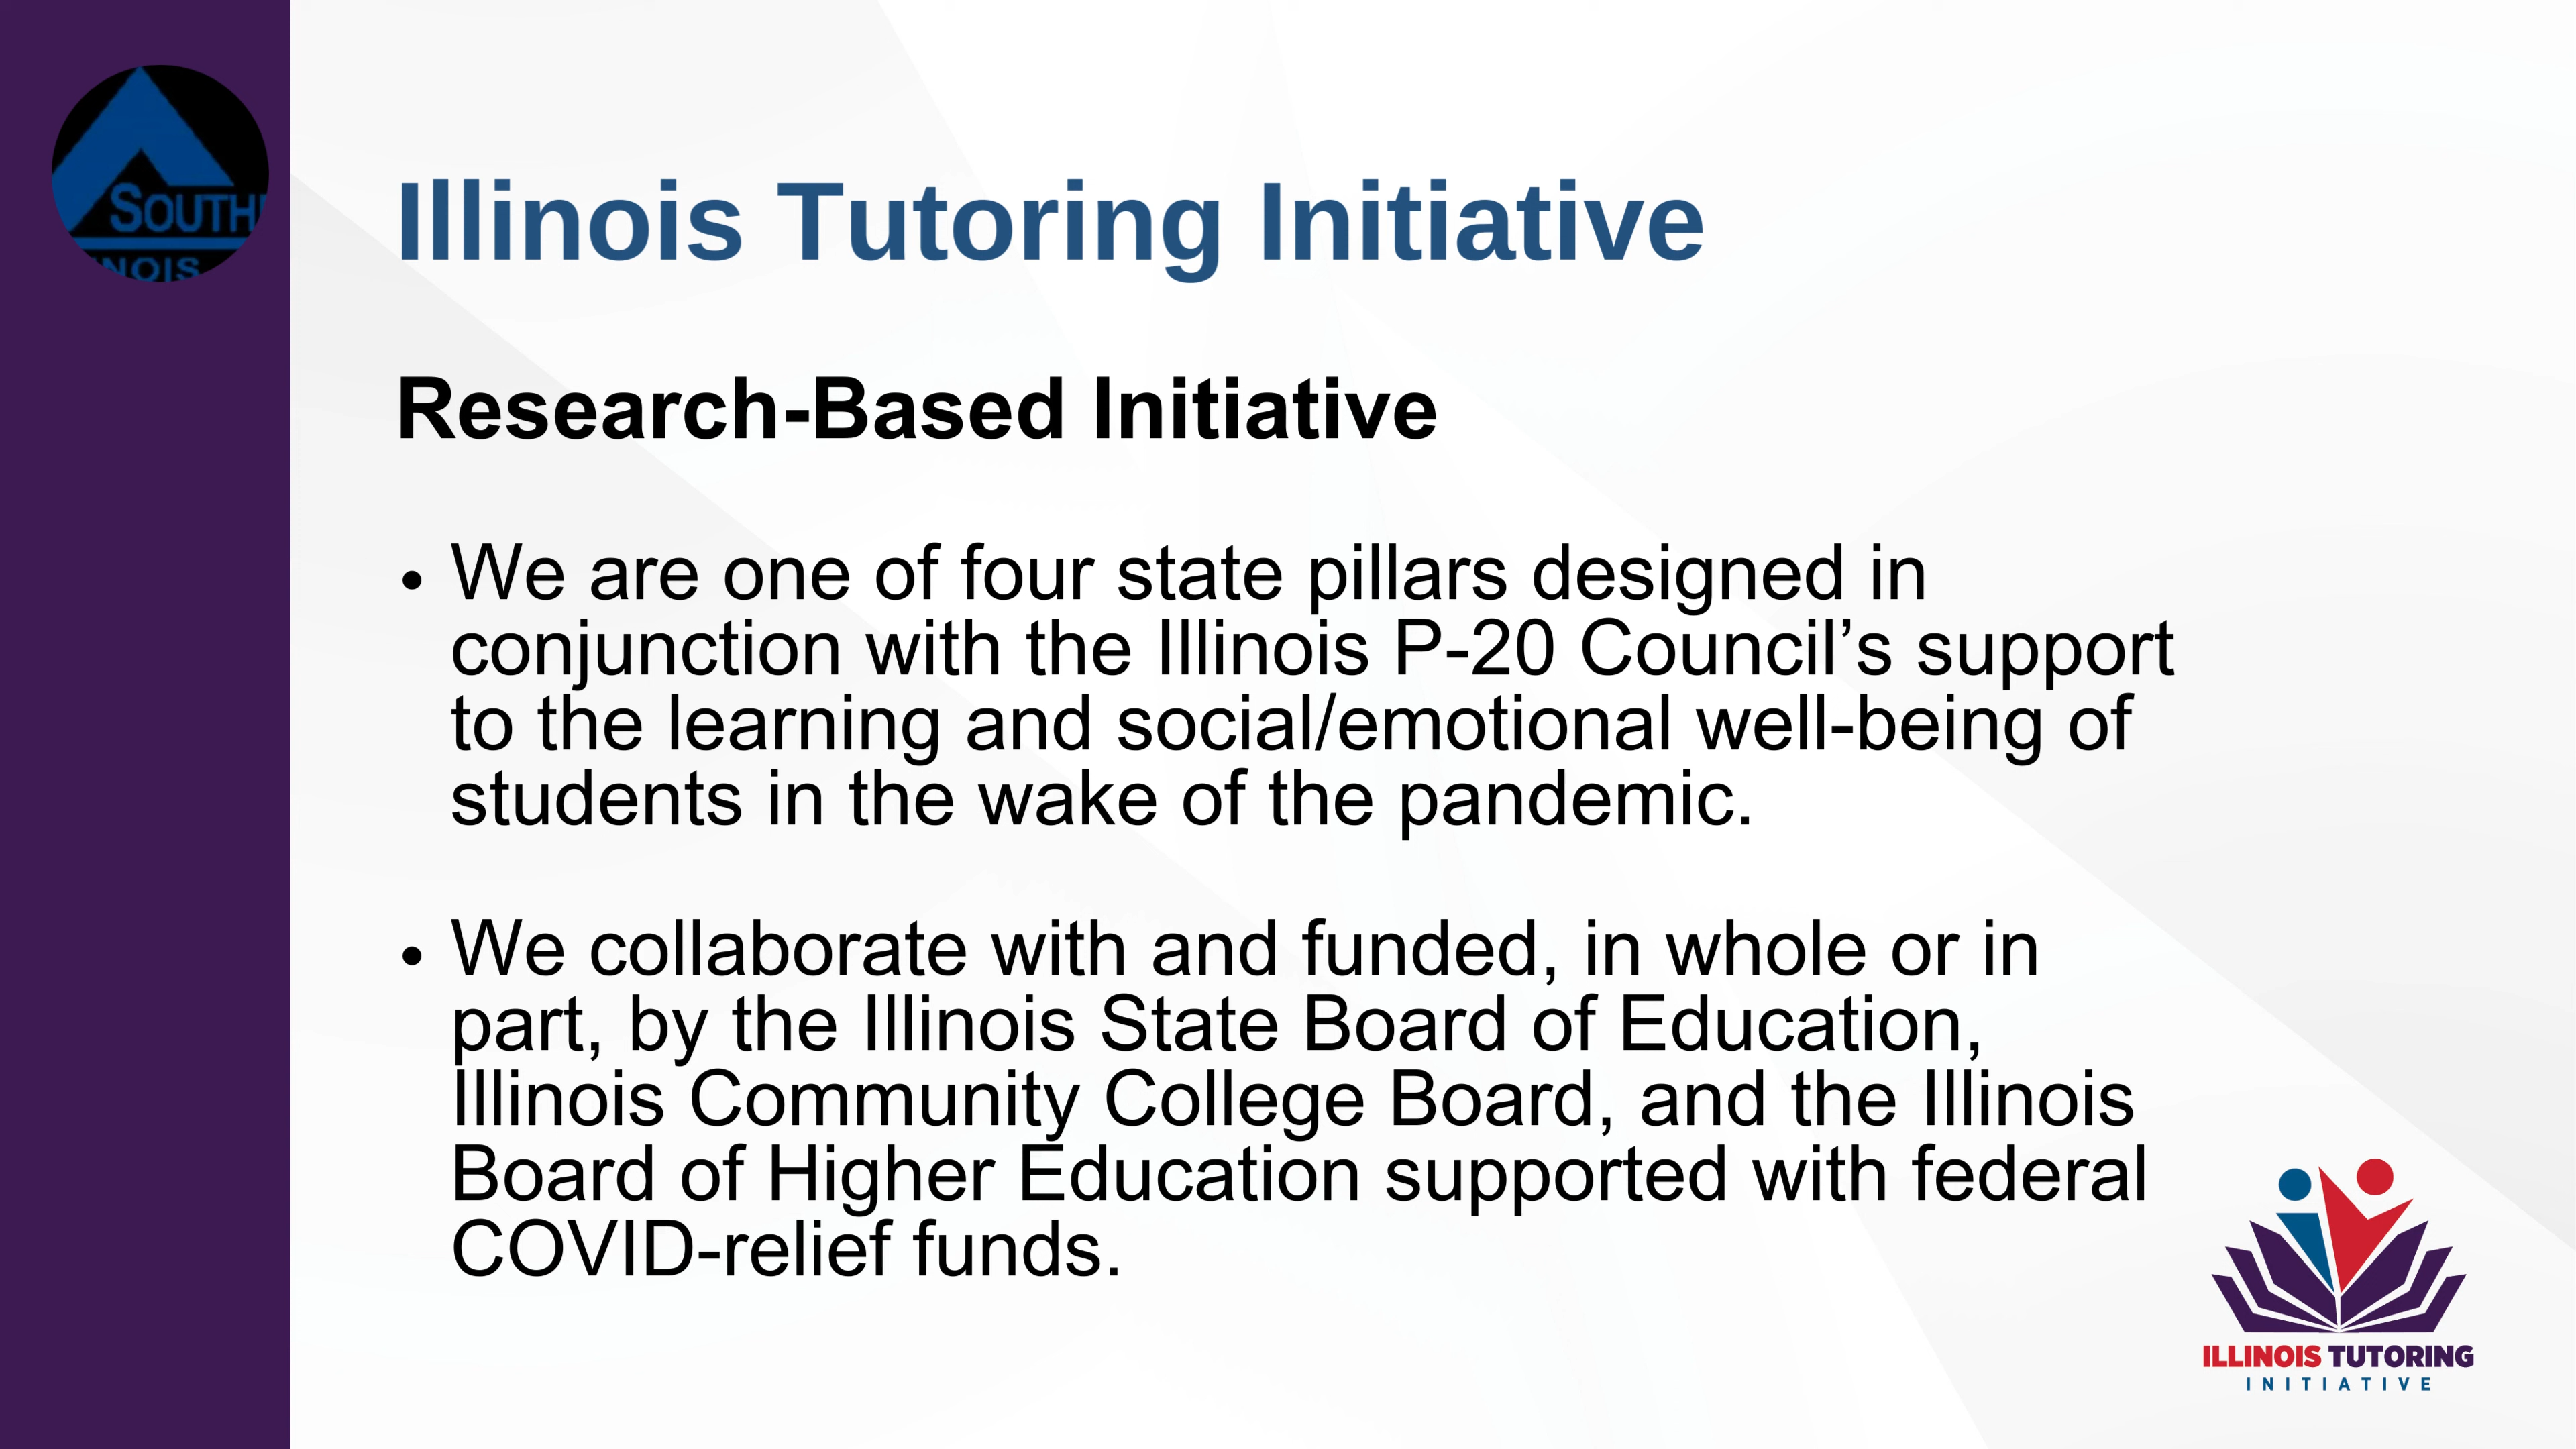 SOUTH
NOIS
Illinois Tutoring Initiative
Research-Based Initiative
• We are one of four state pillars designed in
conjunction with the Illinois P-20 Council’s support
to the learning and social/emotional well-being of
students in the wake of the pandemic.
• We collaborate with and funded, in whole or in
part, by the Illinois State Board of Education,
Illinois Community College Board, and the Illinois
Board of Higher Education supported with federal
COVID-relief funds.
ILLINOIS TUTORING
INITIATIVE